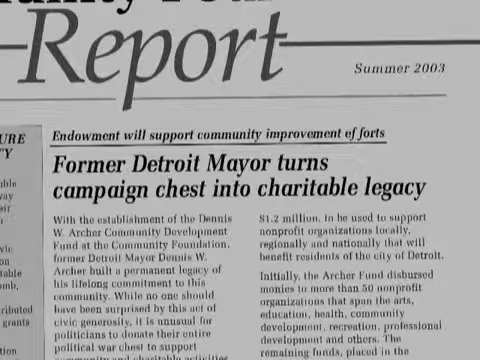 Report
Summer 2003
URE
Endowment will support community improvement efforts
Former Detroit Mayor turns
campaign chest into charitable legacy
With the establishment of the Dennis
W. Archer Community Development
Fund at the Community Foundation,
former Detroit Mayor Dennis W.
Archer built a permanent legacy of
his lifelong commitment to this
community. While no one should
have been surprised by this act of
civic generosity, it is unusual for
politicians to donate their entire
political war chest to support
community and charitable activities
$1.2 million, to be used to support
nonprofit organizations locally,
regionally and nationally that will
benefit residents of the city of Detroit.
Initially, the Archer Fund disbursed
monies to more than 50 nonprofit
organizations that span the arts,
education, health, community
development, recreation, professional
development and others. The
remaining funds, placed in the